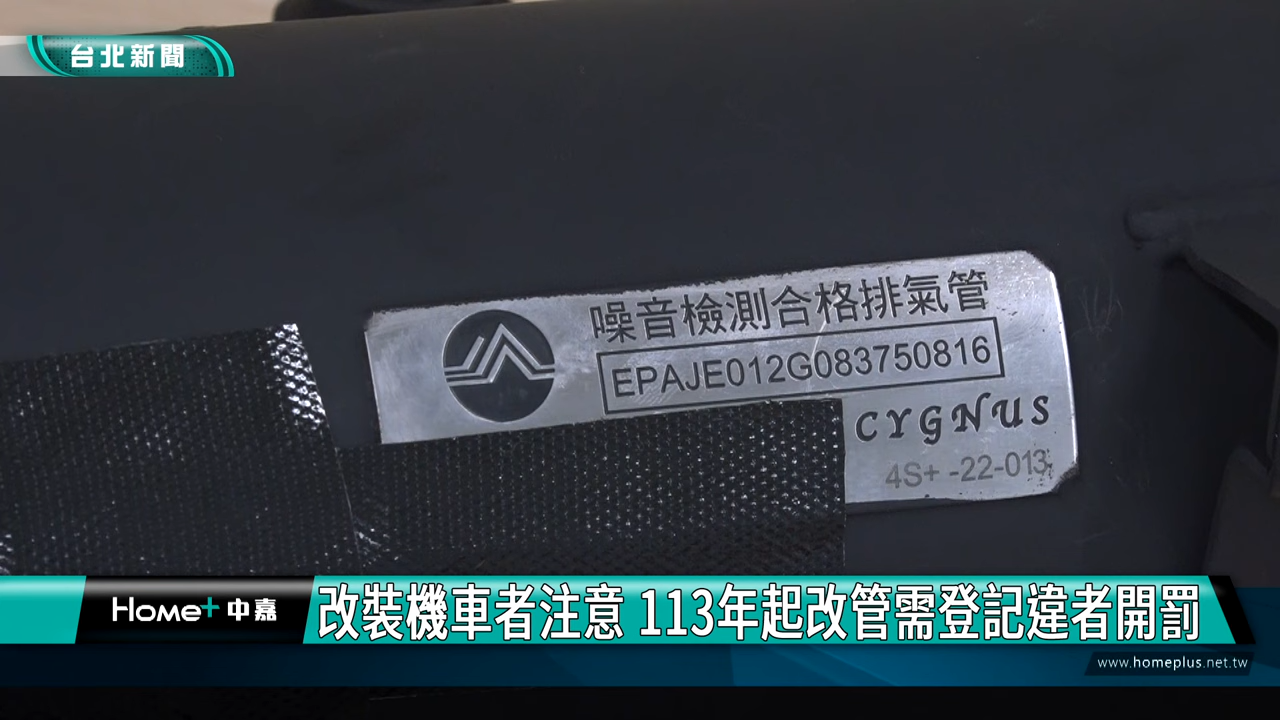 台北新聞
噪音檢測合格排氣管
EPAJE012G083750816
CYGNUS
4S+ -22-013
Home+ 中嘉
改裝機車者注意 113年起改管需登記違者開罰
www.homeplus.net.tw